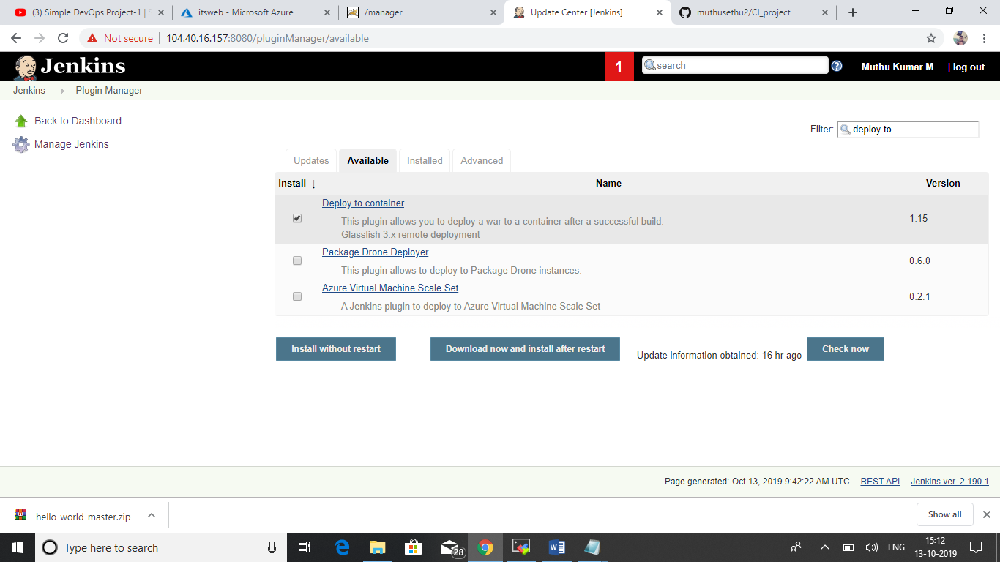 (3) Simple DevOps Project-1 | S
itsweb - Microsoft Azure
/manager
Update Center [Jenkins]
muthusethu2/CI_project
Not secure
104.40.16.157:8080/pluginManager/available
Jenkins
1
search
Muthu Kumar M
| log out
Jenkins
Plugin Manager
Back to Dashboard
Manage Jenkins
Filter: deploy to
Updates
Available
Installed
Advanced
Install ↓
Name
Version
Deploy to container
This plugin allows you to deploy a war to a container after a successful build.
Glassfish 3.x remote deployment
1.15
Package Drone Deployer
This plugin allows to deploy to Package Drone instances.
0.6.0
Azure Virtual Machine Scale Set
A Jenkins plugin to deploy to Azure Virtual Machine Scale Set
0.2.1
Install without restart
Download now and install after restart
Update information obtained: 16 hr ago
Check now
Page generated: Oct 13, 2019 9:42:22 AM UTC
REST API
Jenkins ver. 2.190.1
hello-world-master.zip
Show all
Type here to search
28
ENG
15:12
13-10-2019